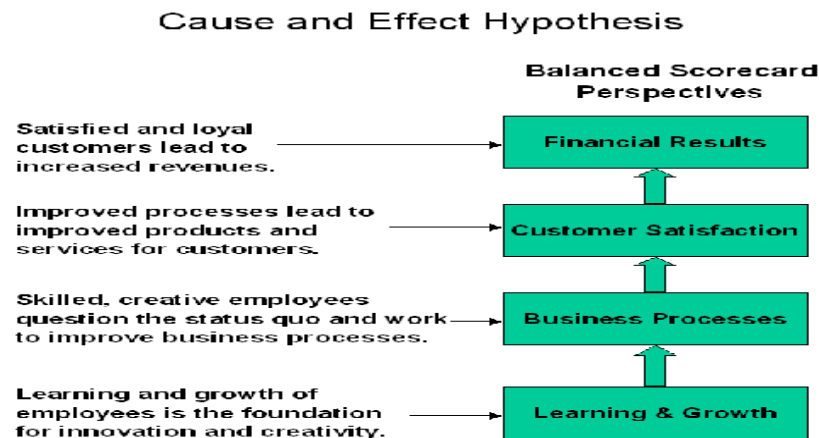 Cause and Effect Hypothesis
Balanced Scorecard
Perspectives
Satisfied and loyal
customers lead to
increased revenues.
Financial Results
Improved processes lead to
improved products and
services for customers.
Customer Satisfaction
Skilled, creative employees
question the status quo and work
to improve business processes.
Business Processes
Learning and growth of
employees is the foundation
for innovation and creativity.
Learning & Growth